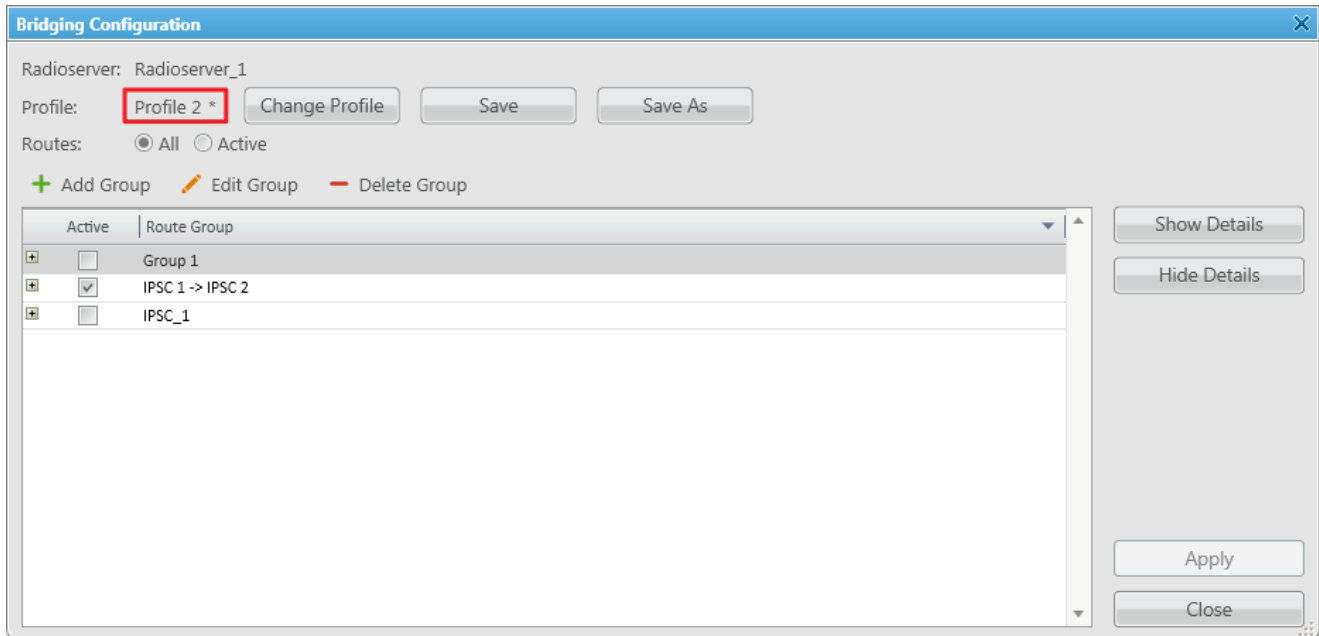 Bridging Configuration
Radioserver: Radioserver_1
Profile: Profile 2 * Change Profile Save Save As
Routes: All Active
Add Group Edit Group Delete Group
Active Route Group
Show Details
Group 1
Hide Details
IPSC 1 -> IPSC 2
IPSC_1
Apply
Close